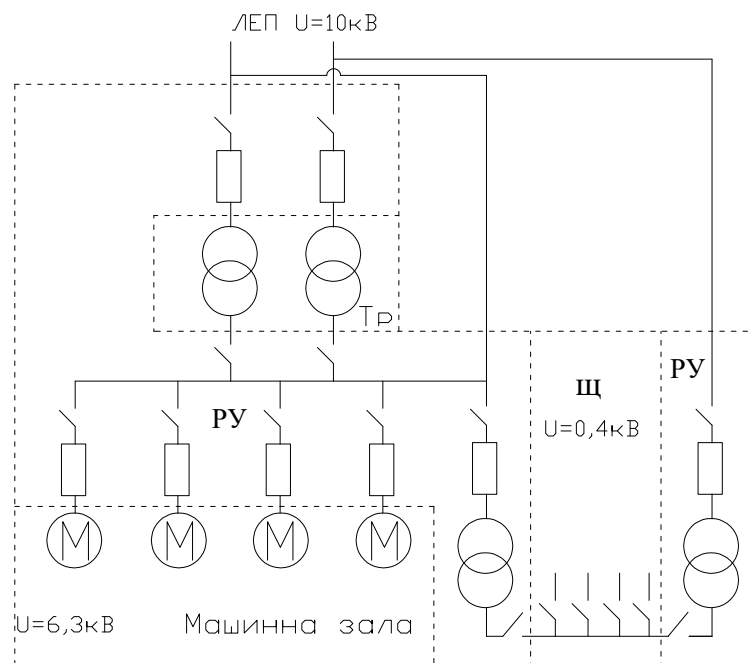 ЛЕП U=10кВ
Тр
РУ
Щ
РУ
U=0,4кВ
М М М М
U=6,3кВ Машинна зала